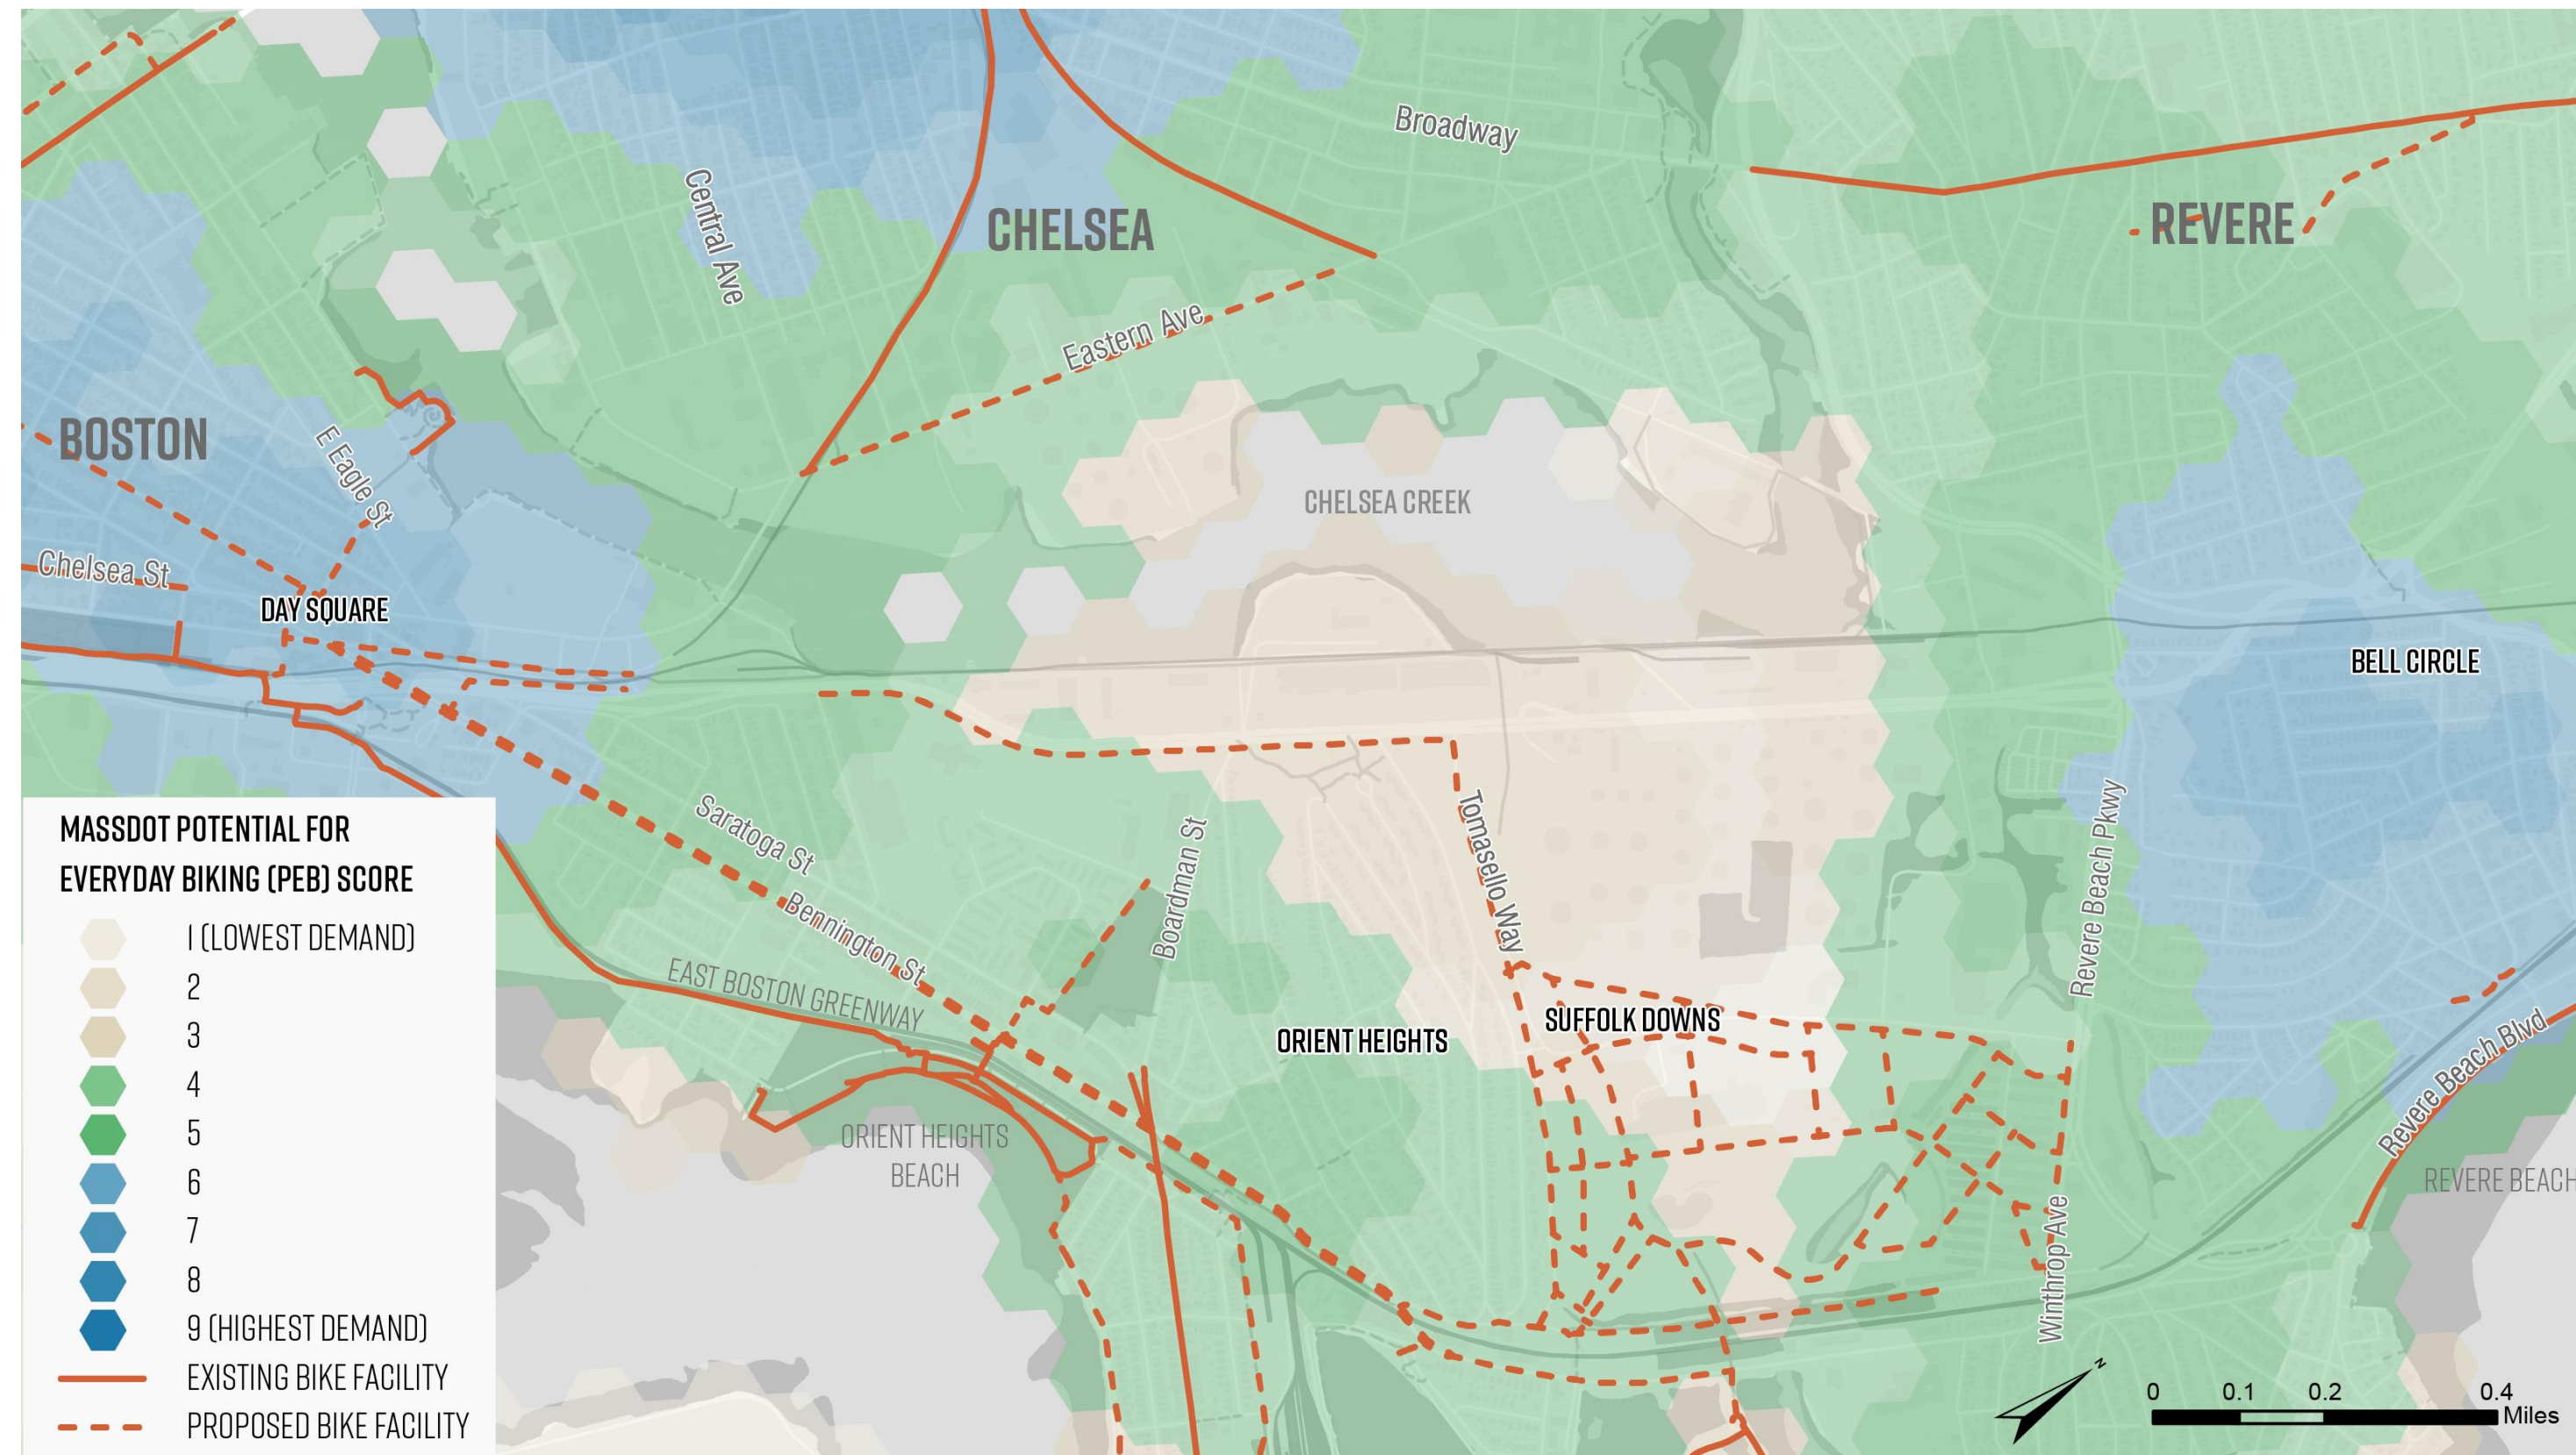 Broadway
CHELSEA
REVERE
Central Ave
Eastern Ave
BOSTON
E Eagle St
CHELSEA CREEK
Chelsea St
DAY SQUARE
BELL CIRCLE
Saratoga St
Bennington St
Boardman St
Tomasello Way
Revere Beach Pkwy
EAST BOSTON GREENWAY
ORIENT HEIGHTS
SUFFOLK DOWNS
Revere Beach Blvd
ORIENT HEIGHTS
BEACH
REVERE BEACH
Winthrop Ave
MASSDOT POTENTIAL FOR
EVERYDAY BIKING (PEB) SCORE
1 (LOWEST DEMAND)
2
3
4
5
6
7
8
9 (HIGHEST DEMAND)
EXISTING BIKE FACILITY
PROPOSED BIKE FACILITY
N
0 0.1 0.2 0.4
Miles